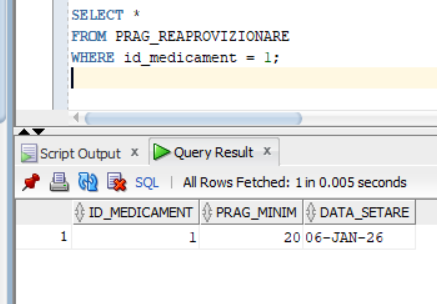 SELECT *
FROM PRAG_REAPROVIZIONARE
WHERE id_medicament = 1;
Script Output x Query Result x
SQL | All Rows Fetched: 1 in 0.005 seconds
ID_MEDICAMENT PRAG_MINIM DATA_SETARE
1 1 20 06-JAN-26